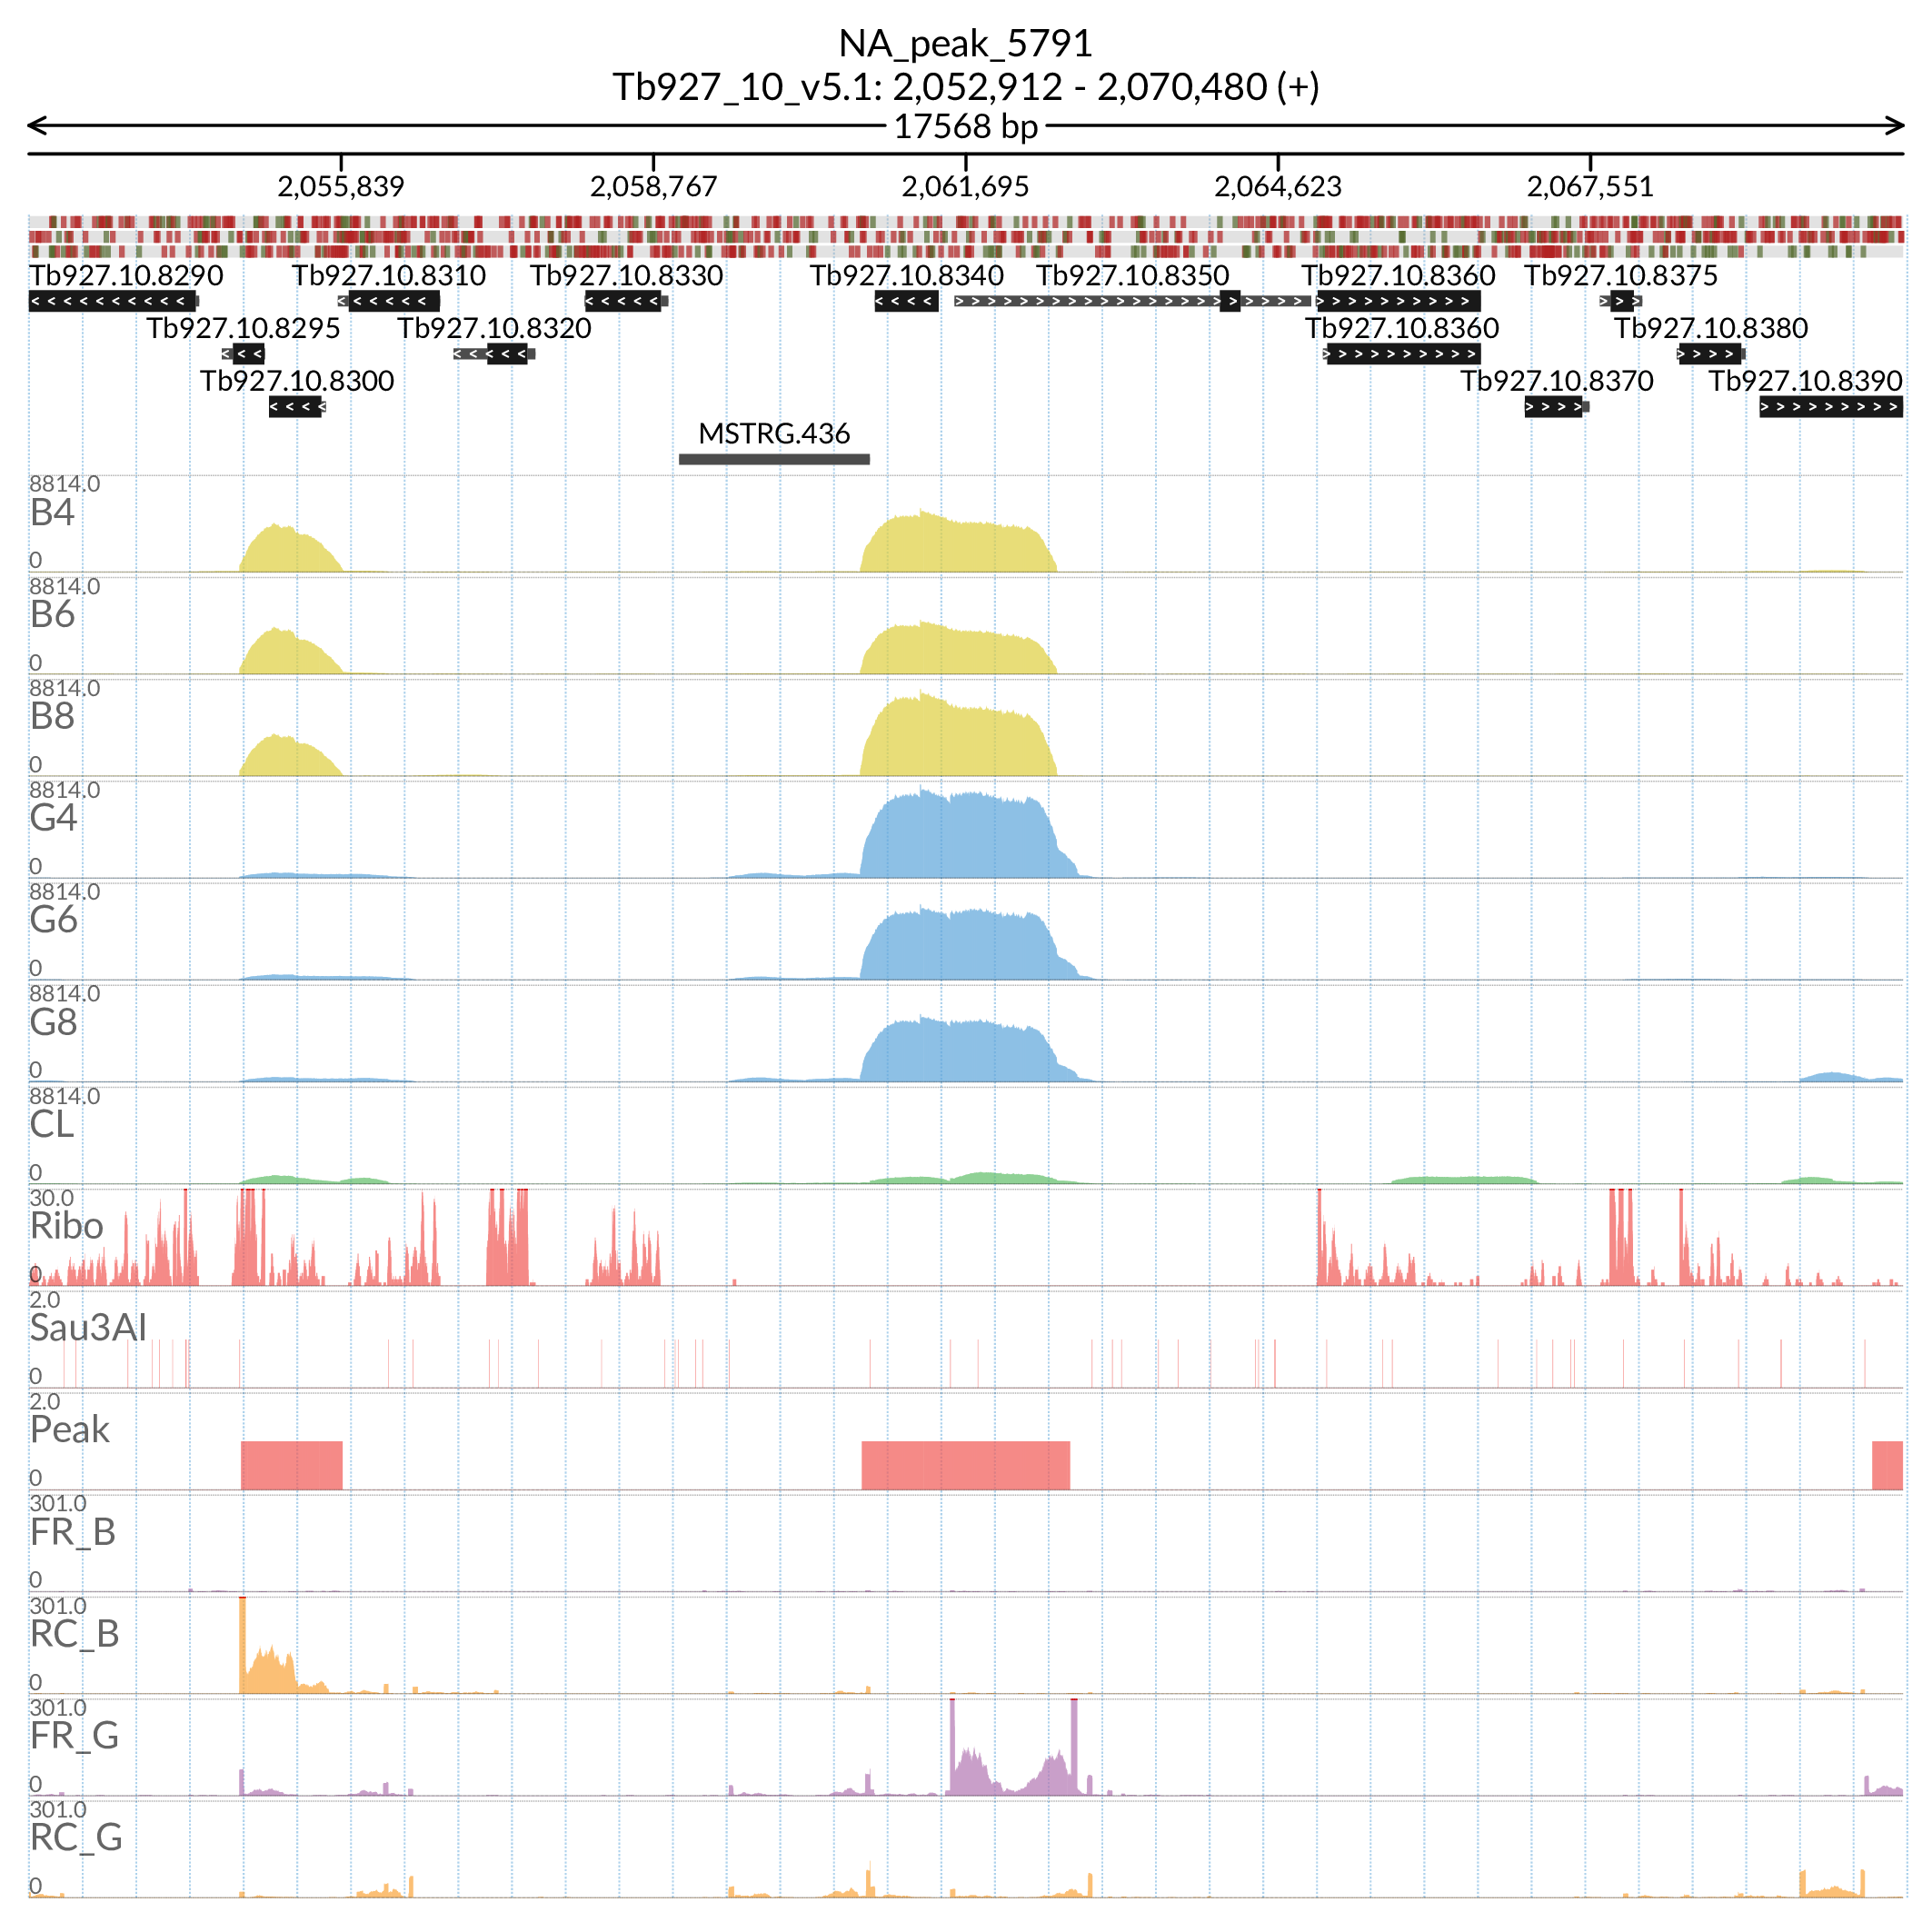 NA_peak_5791
Tb927_10_v5.1: 2,052,912 - 2,070,480 (+)
17568 bp
2,055,839 2,058,767 2,061,695 2,064,623 2,067,551
Tb927.10.8290 Tb927.10.8310 Tb927.10.8330 Tb927.10.8340 Tb927.10.8350 Tb927.10.8360 Tb927.10.8375
Tb927.10.8295 Tb927.10.8320 Tb927.10.8360 Tb927.10.8380
Tb927.10.8300 Tb927.10.8370 Tb927.10.8390
MSTRG.436
8814.0
B4
0
8814.0
B6
0
8814.0
B8
0
8814.0
G4
0
8814.0
G6
0
8814.0
G8
0
8814.0
CL
0
30.0
Ribo
0
2.0
Sau3AI
0
2.0
Peak
0
301.0
FR_B
0
301.0
RC_B
0
301.0
FR_G
0
301.0
RC_G
0